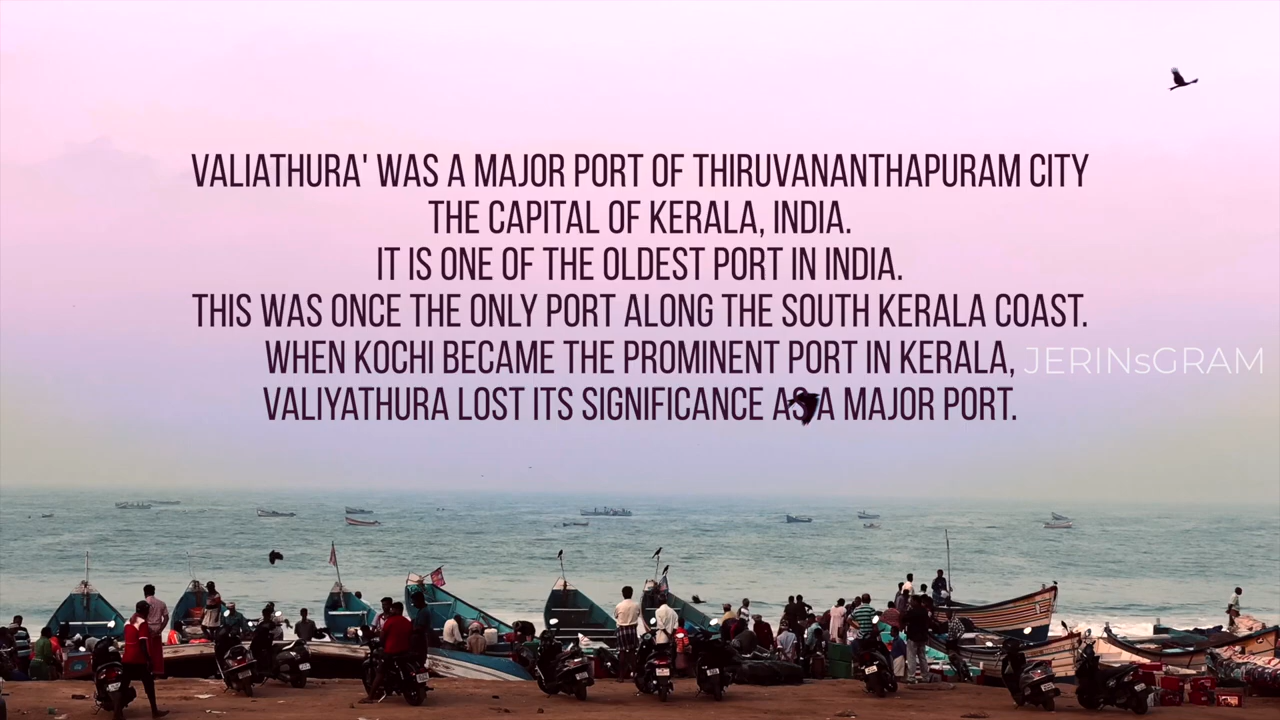 VALIATHURA' WAS A MAJOR PORT OF THIRUVANANTHAPURAM CITY
THE CAPITAL OF KERALA, INDIA.
IT IS ONE OF THE OLDEST PORT IN INDIA.
THIS WAS ONCE THE ONLY PORT ALONG THE SOUTH KERALA COAST.
WHEN KOCHI BECAME THE PROMINENT PORT IN KERALA,
JERINsGRAM
VALIYATHURA LOST ITS SIGNIFICANCE AS A MAJOR PORT.